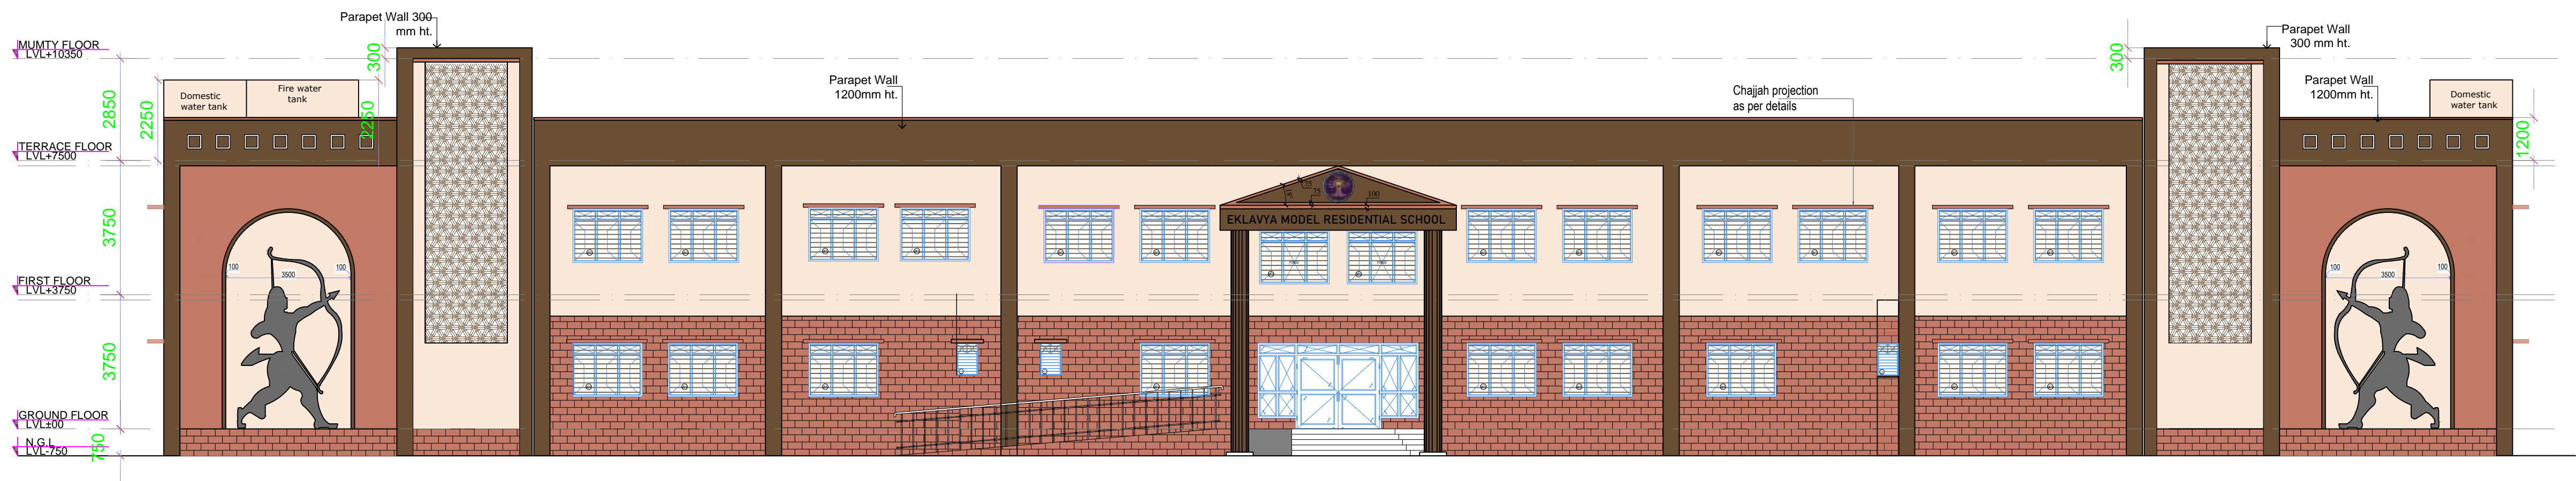 Parapet Wall 300
mm ht.
Parapet Wall
300 mm ht.
MUMTY FLOOR
LVL+10350
300
300
Parapet Wall
1200mm ht.
Chajjah projection
as per details
Parapet Wall
1200mm ht.
Domestic
water tank
Fire water
tank
Domestic
water tank
2850
2250
2250
1200
TERRACE FLOOR
LVL+7500
75
75
100
EKLAVYA MODEL RESIDENTIAL SCHOOL
3750
100
3500
100
100
3500
100
FIRST FLOOR
LVL+3750
3750
GROUND FLOOR
LVL±00
N.G.L
LVL-750
750